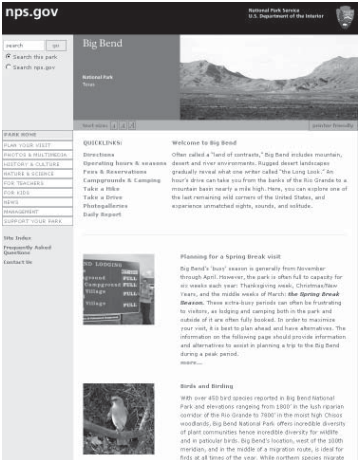 nps.gov
National Park Service
U.S. Department of the Interior
search
go
Search this park
Search nps.gov
Big Bend
National Park
Texas
text size:
printer friendly
PARK HOME
PLAN YOUR VISIT
PHOTOS & MULTIMEDIA
HISTORY & CULTURE
NATURE & SCIENCE
FOR TEACHERS
FOR KIDS
NEWS
MANAGEMENT
SUPPORT YOUR PARK
Site Index
Frequently Asked
Questions
Contact Us
QUICKLINKS:
Directions
Operating hours & seasons
Fees & Reservations
Campgrounds & Camping
Take a Hike
Take a Drive
Photogalleries
Daily Report
Welcome to Big Bend
Often called a "land of contrasts," Big Bend includes mountain,
desert and river environments. Rugged desert landscapes
gradually reveal what one writer called "the Long Look." An
hour's drive can take you from the banks of the Rio Grande to a
mountain basin nearly a mile high. Here, you can explore one of
the last remaining wild corners of the United States, and
experience unmatched sights, sounds, and solitude.
LODGING
FULL
FULL
Village FULL
Village
Planning for a Spring Break visit
Big Bend's 'busy' season is generally from November
through April. However, the park is often full to capacity for
six weeks each year: Thanksgiving week, Christmas/New
Years, and the middle weeks of March: the Spring Break
Season. These extra-busy periods can often be frustrating
to visitors, as lodging and camping both in the park and
outside of it are often fully booked. In order to maximize
your visit, it is best to plan ahead and have alternatives. The
information on the following page should provide information
and alternatives to assist in planning a trip to the Big Bend
during a peak period.
more...
Birds and Birding
With over 450 bird species reported in Big Bend National
Park and elevations ranging from 1800' in the lush riparian
corridor of the Rio Grande to 7800' in the moist high Chisos
woodlands, Big Bend National Park offers incredible diversity
of plant communities hence incredible diversity for wildlife
and in particular birds. Big Bend's location, west of the 100th
meridian, and in the middle of a migration route, is ideal for
birds at all times of the year. While northern species migrate